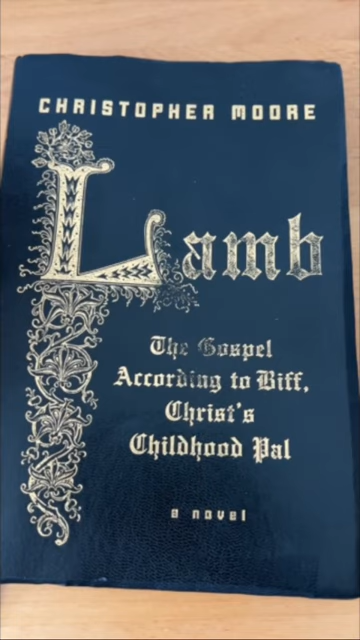 CHRISTOPHER MOORE
Lamb
The Gospel
According to Biff,
Christ's
Childhood Pal
a novel